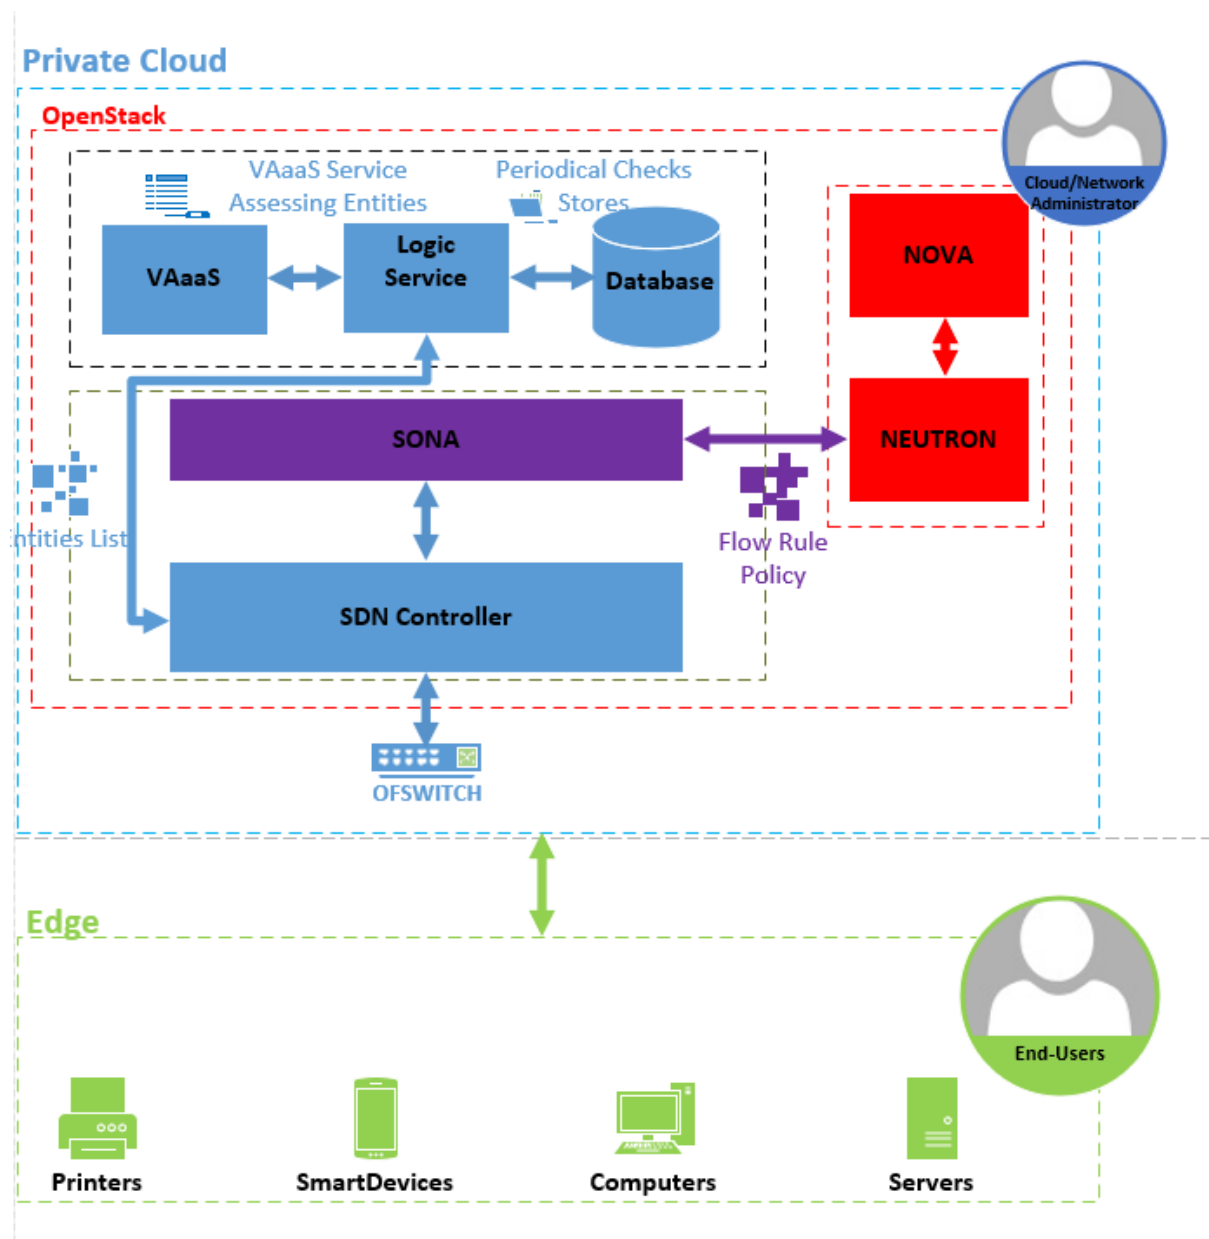 Private Cloud
OpenStack
Cloud/Network
Administrator
VAaaS Service
Assessing Entities
Periodical Checks
Stores
VAaaS
Logic
Service
Database
NOVA
NEUTRON
SONA
Flow Rule
Policy
ntities List
SDN Controller
OFSWITCH
Edge
End-Users
Printers
SmartDevices
Computers
Servers